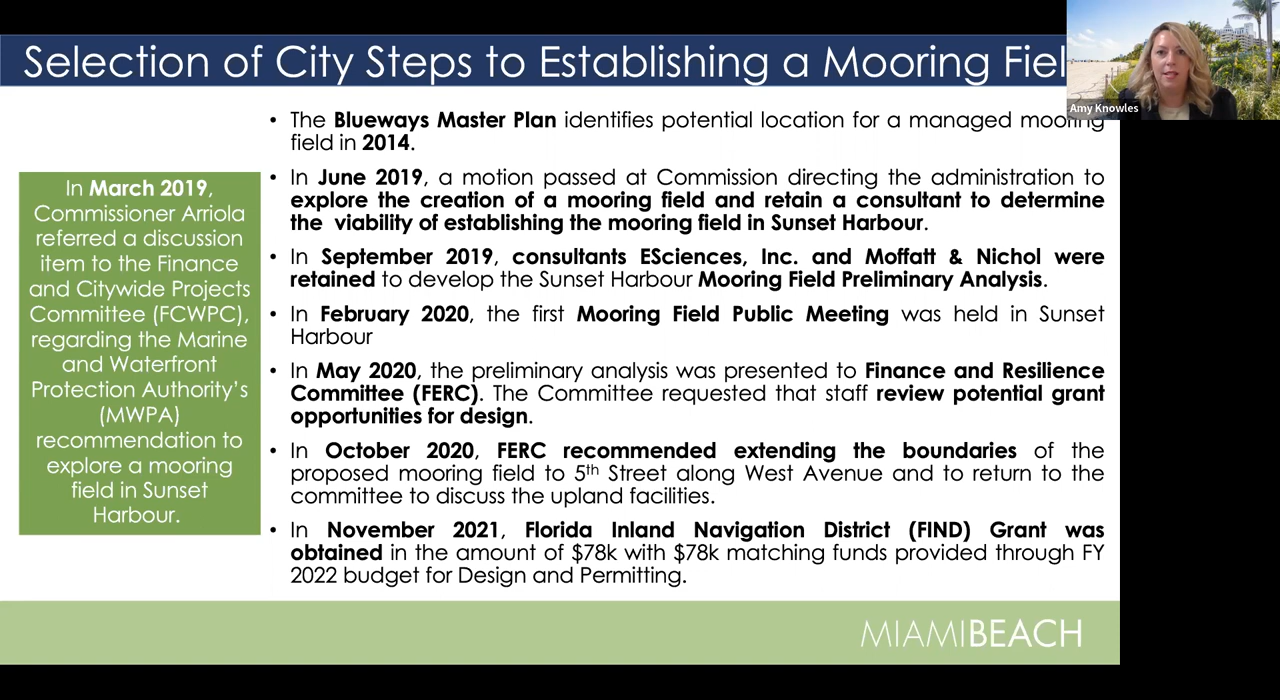 Selection of City Steps to Establishing a Mooring Fiel
Amy Knowles
In March 2019,
Commissioner Arriola
referred a discussion
item to the Finance
and Citywide Projects
Committee (FCWPC),
regarding the Marine
and Waterfront
Protection Authority's
(MWPA)
recommendation to
explore a mooring
field in Sunset
Harbour.
• The Blueways Master Plan identifies potential location for a managed mooring
field in 2014.
• In June 2019, a motion passed at Commission directing the administration to
explore the creation of a mooring field and retain a consultant to determine
the viability of establishing the mooring field in Sunset Harbour.
• In September 2019, consultants ESciences, Inc. and Moffatt & Nichol were
retained to develop the Sunset Harbour Mooring Field Preliminary Analysis.
• In February 2020, the first Mooring Field Public Meeting was held in Sunset
Harbour
• In May 2020, the preliminary analysis was presented to Finance and Resilience
Committee (FERC). The Committee requested that staff review potential grant
opportunities for design.
• In October 2020, FERC recommended extending the boundaries of the
proposed mooring field to 5th Street along West Avenue and to return to the
committee to discuss the upland facilities.
• In November 2021, Florida Inland Navigation District (FIND) Grant was
obtained in the amount of $78k with $78k matching funds provided through FY
2022 budget for Design and Permitting.
MIAMIBEACH